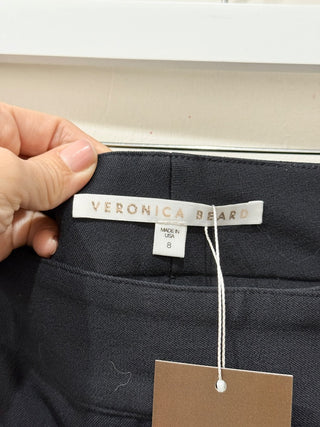 VERONICA BEARD
MADE IN
USA
8